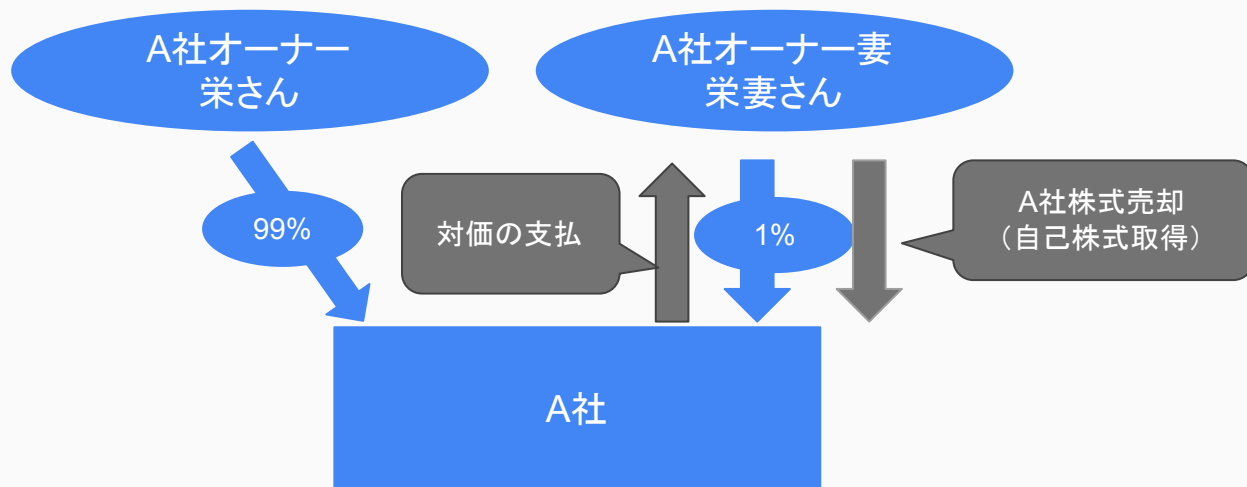 A社オーナー
栄さん
A社オーナー妻
栄妻さん
99%
対価の支払
1%
A社株式売却
（自己株式取得）
A社